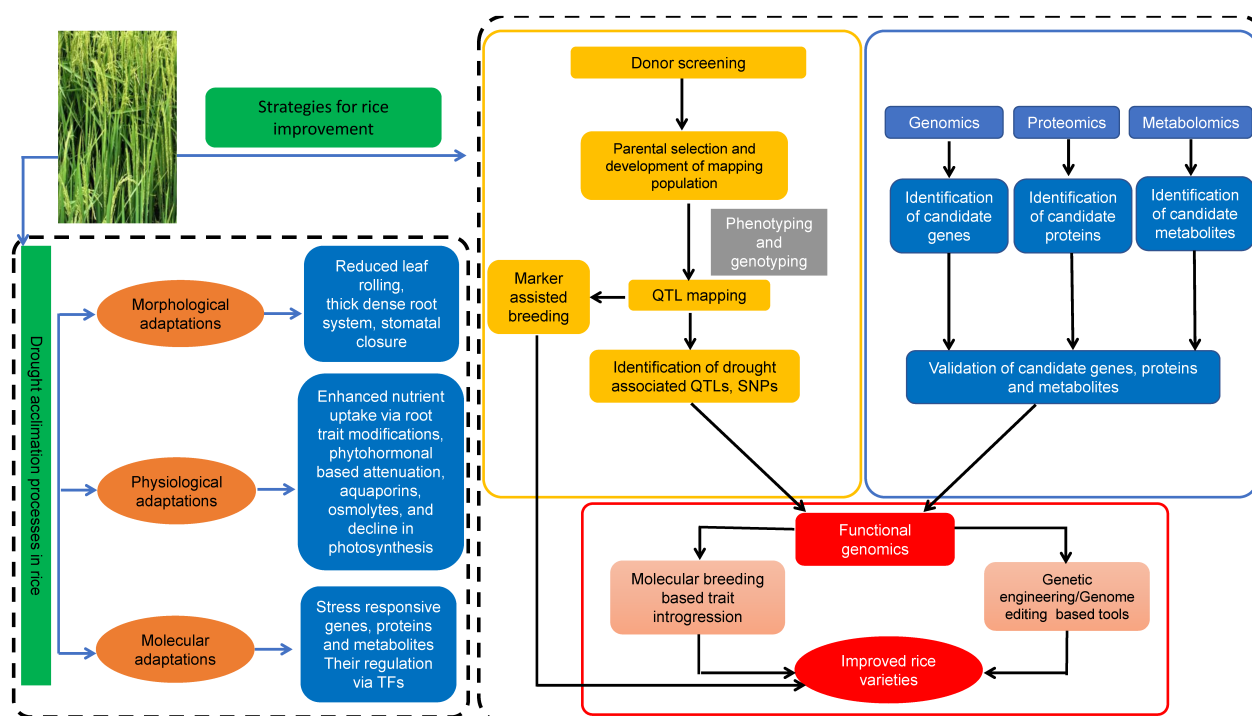 Strategies for rice
improvement
Drought acclimation processes in rice
Morphological
adaptations
Reduced leaf
rolling,
thick dense root
system, stomatal
closure
Physiological
adaptations
Enhanced nutrient
uptake via root
trait modifications,
phytohormonal
based attenuation,
aquaporins,
osmolytes, and
decline in
photosynthesis
Molecular
adaptations
Stress responsive
genes, proteins
and metabolites
Their regulation
via TFs
Donor screening
Parental selection and
development of mapping
population
Phenotyping
and
genotyping
Marker
assisted
breeding
QTL mapping
Identification of drought
associated QTLs, SNPs
Genomics
Proteomics
Metabolomics
Identification
of candidate
genes
Identification
of candidate
proteins
Identification
of candidate
metabolites
Validation of candidate genes, proteins
and metabolites
Functional
genomics
Molecular breeding
based trait
introgression
Genetic
engineering/Genome
editing based tools
Improved rice
varieties